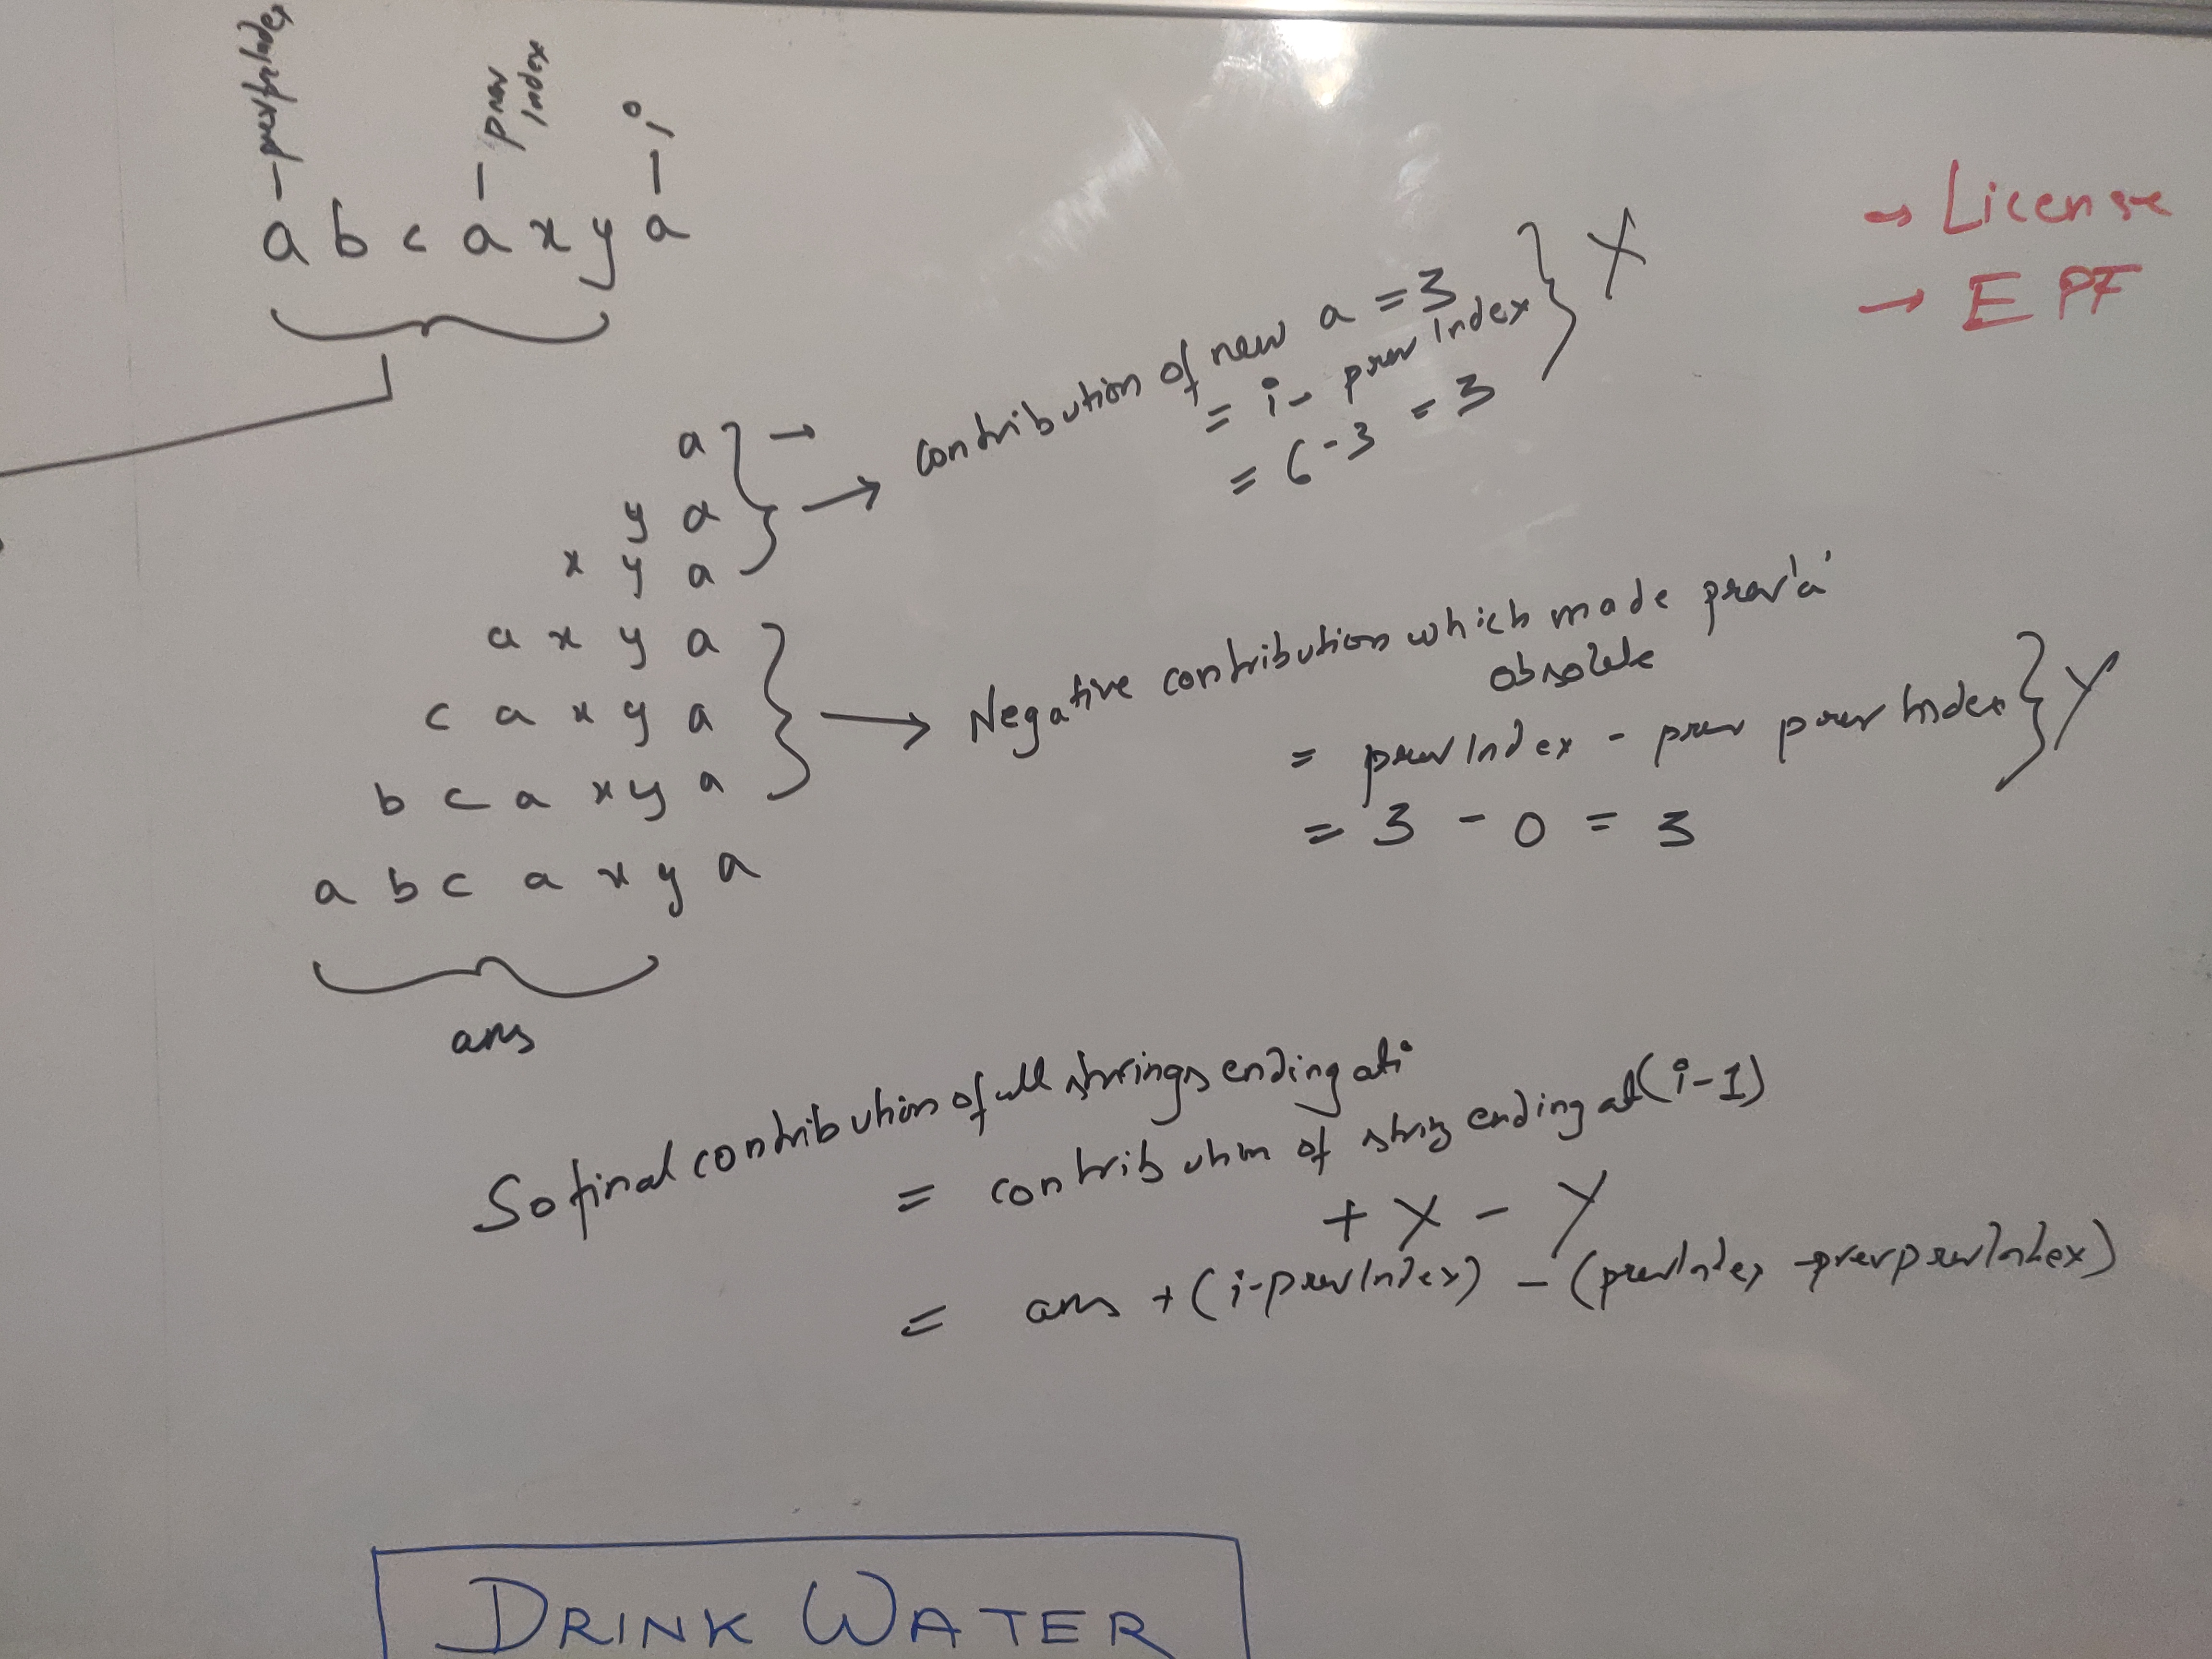 prevprevIndex
prev
Index
i
a b c a x y a
→ License
→ EPF
a →
y a
x y a
a x y a
c a x y a
b c a x y a
a b c a x y a
ans
→ contribution of new a = 3
= i - prev Index
= 6 - 3 = 3
X
→ Negative contribution which made prev 'a'
obsolete
= prev Index - prev prev Index
= 3 - 0 = 3
Y
So final contribution of all strings ending at i
= contribution of string ending at (i-1)
+ X - Y
= ans + (i-prevIndex) - (prevIndex - prevprevIndex)
DRINK WATER